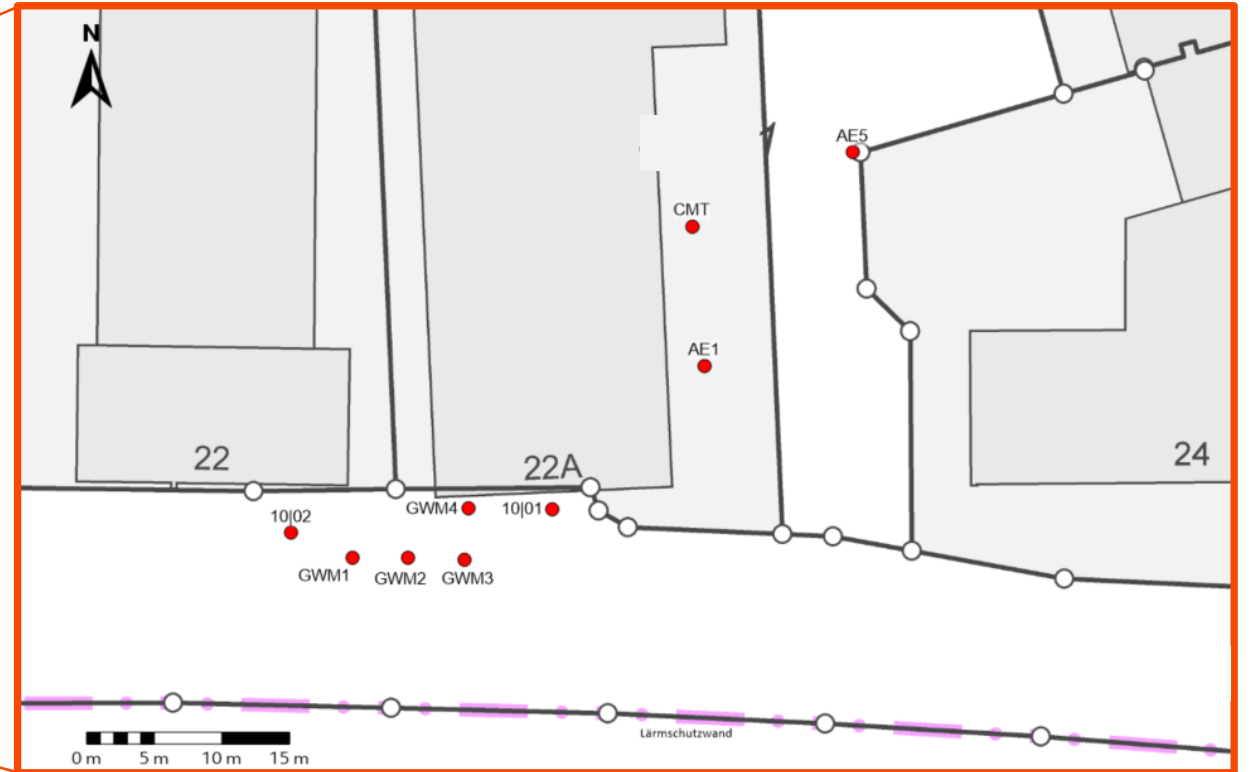 N
AE5
CMT
AE1
22
22A
24
GWM4
10|01
10|02
GWM1
GWM2
GWM3
Lärmschutzwand
0 m
5 m
10 m
15 m